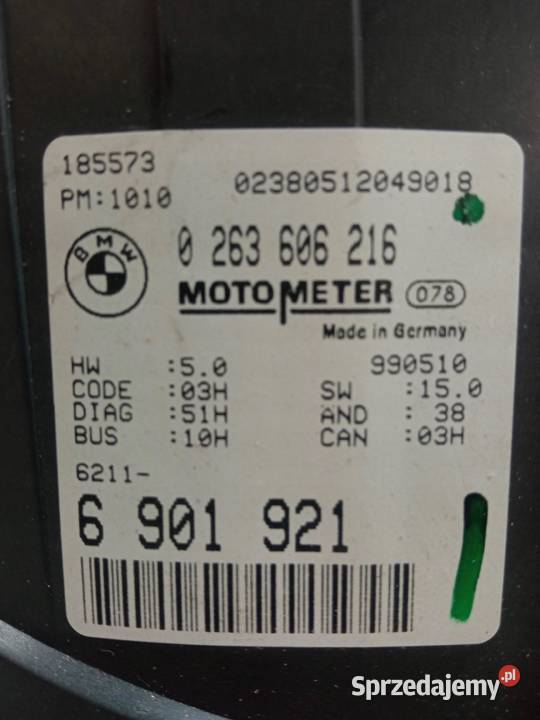 185573
PM:1010
02380512049018
BMW
0 263 606 216
MOTOMETER 078
Made in Germany
HW :5.0 990510
CODE :03H SW :15.0
DIAG :51H AND : 38
BUS :10H CAN :03H
6211-
6 901 921
Sprzedajemy.pl